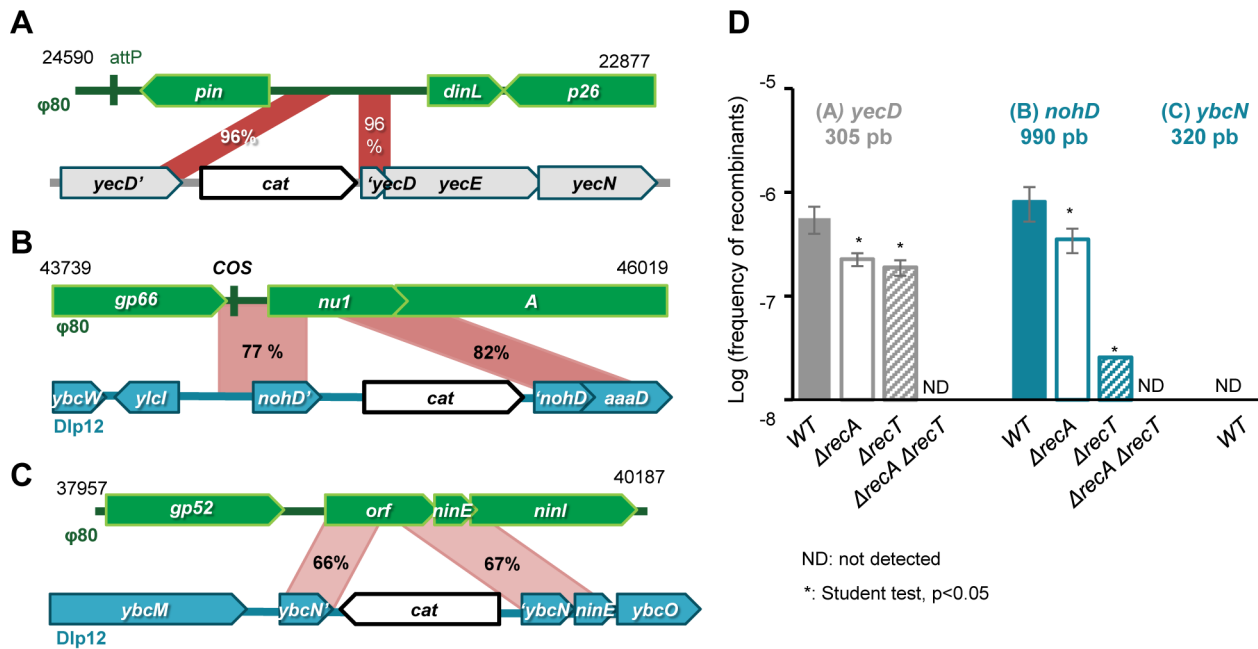 A
24590
attP
22877
φ80
pin
dinL
p26
96%
96
%
yecD’
cat
‘yecD
yecE
yecN
B
43739
COS
46019
gp66
nu1
A
φ80
77 %
82%
ybcW
ylcI
nohD’
cat
‘nohD
aaaD
Dlp12
C
37957
40187
gp52
orf
ninE
ninI
φ80
66%
67%
ybcM
ybcN’
cat
‘ybcN
ninE
ybcO
Dlp12
D
Log (frequency of recombinants)
-5
-6
-7
-8
(A) yecD
305 pb
(B) nohD
990 pb
(C) ybcN
320 pb
*
*
ND
*
*
ND
ND
WT
ΔrecA
ΔrecT
ΔrecA ΔrecT
WT
ΔrecA
ΔrecT
ΔrecA ΔrecT
WT
ND: not detected
*: Student test, p<0.05